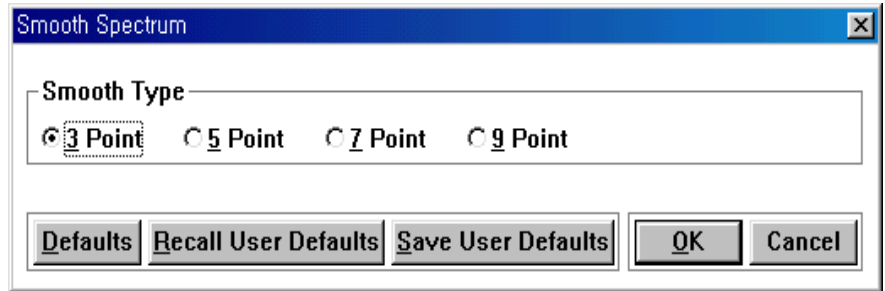 Smooth Spectrum
Smooth Type
3 Point 5 Point 7 Point 9 Point
Defaults Recall User Defaults Save User Defaults OK Cancel